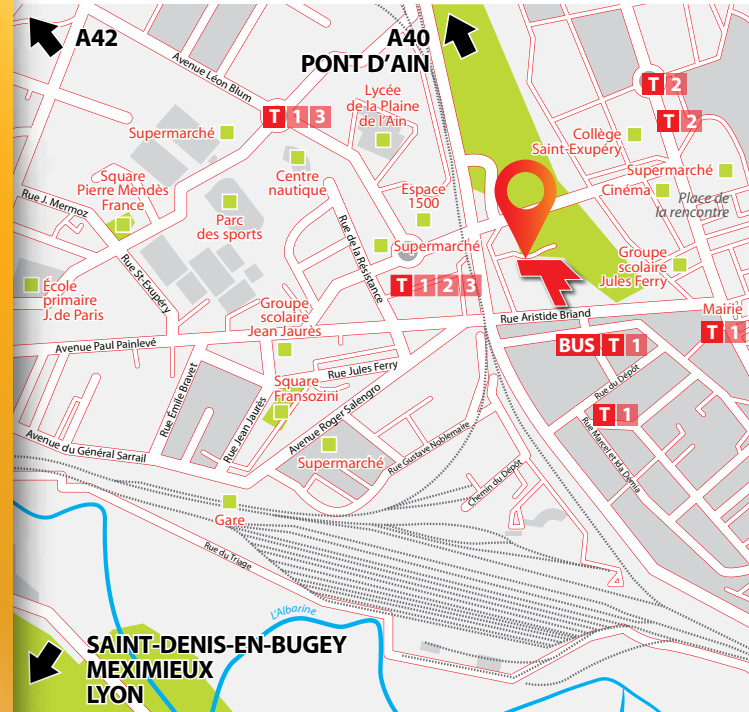 A42
A40
PONT D'AIN
Avenue Léon Blum
T 1 3
Lycée
de la Plaine
de l'Ain
T 2
T 2
Supermarché
Collège
Saint-Exupéry
Centre
nautique
Supermarché
Square
Pierre Mendès
France
Cinéma
Place de
la rencontre
Rue J. Mermoz
Espace
1500
Parc
des sports
Rue de la Résistance
Supermarché
Groupe
scolaire
Jules Ferry
Rue St-Exupéry
École
primaire
J. de Paris
T 1 2 3
Groupe
scolaire
Jean Jaurès
Rue Aristide Briand
Mairie
T 1
BUS T 1
Avenue Paul Painlevé
Rue Émile Bravet
Rue Jules Ferry
Square
Fransozini
Rue du Dépôt
Rue Jean Jaurès
Avenue Roger Salengro
T 1
Rue Marcel et Ida Demia
Avenue du Général Sarrail
Supermarché
Rue Gustave Noblemaire
Chemin du Dépôt
Gare
Rue du Triage
L'Albarine
SAINT-DENIS-EN-BUGEY
MEXIMIEUX
LYON